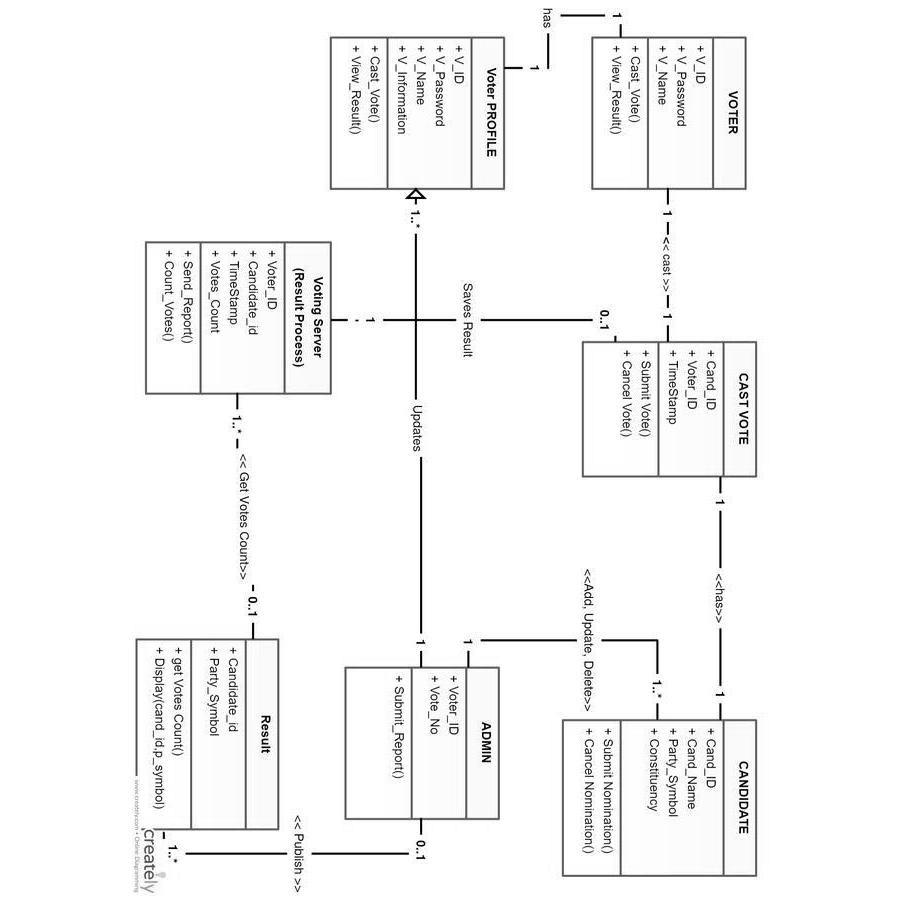 VOTER
+ V_ID
+ V_Password
+ V_Name
+ Cast_Vote()
+ View_Result()
1
has
1
Voter PROFILE
+ V_ID
+ V_Password
+ V_Name
+ V_Information
+ Cast_Vote()
+ View_Result()
1
<< cast >>
1
CAST VOTE
+ Cand_ID
+ Voter_ID
+ TimeStamp
+ Submit Vote()
+ Cancel Vote()
1
<<has>>
1
CANDIDATE
+ Cand_ID
+ Cand_Name
+ Party_Symbol
+ Constituency
+ Submit Nomination()
+ Cancel Nomination()
0..1
Saves Result
1
Voting Server
(Result Process)
+ Voter_ID
+ Candidate_id
+ TimeStamp
+ Votes_Count
+ Send_Report()
+ Count_Votes()
1..*
Updates
1
1
<<Add, Update, Delete>>
1..*
ADMIN
+ Voter_ID
+ Vote_No
+ Submit_Report()
1..*
<< Get Votes Count>>
0..1
Result
+ Candidate_id
+ Party_Symbol
+ get Votes Count()
+ Display(cand_id,p_symbol)
0..1
<< Publish >>
1..*
creately
www.creately.com • Online Diagramming